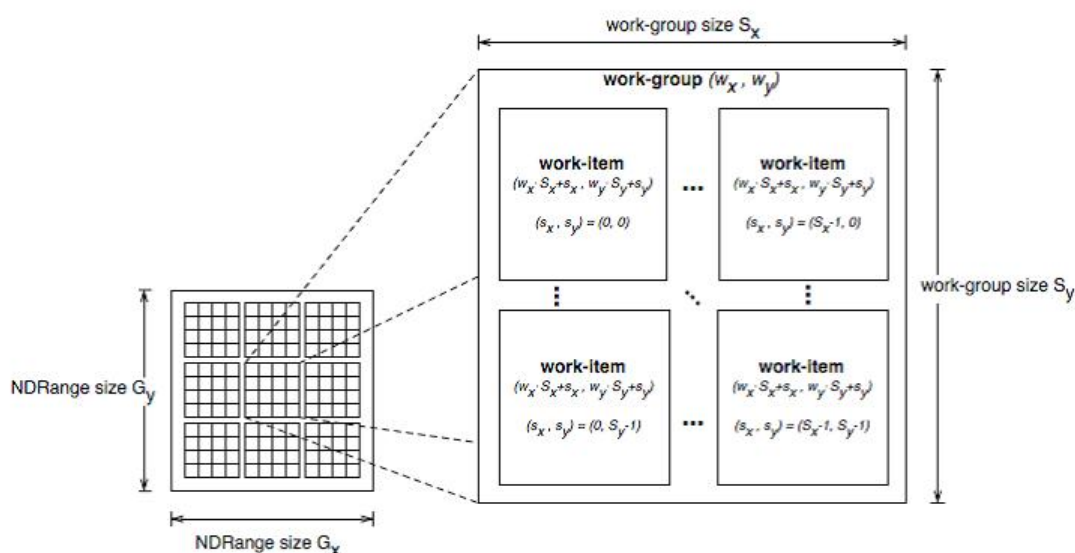 work-group size Sx
work-group (wx , wy)
work-item
(wx· Sx+sx , wy· Sy+sy)
(sx , sy) = (0, 0)
...
work-item
(wx· Sx+sx , wy· Sy+sy)
(sx , sy) = (Sx-1, 0)
work-group size Sy
NDRange size Gy
work-item
(wx· Sx+sx , wy· Sy+sy)
(sx , sy) = (0, Sy-1)
...
work-item
(wx· Sx+sx , wy· Sy+sy)
(sx , sy) = (Sx-1, Sy-1)
NDRange size Gx